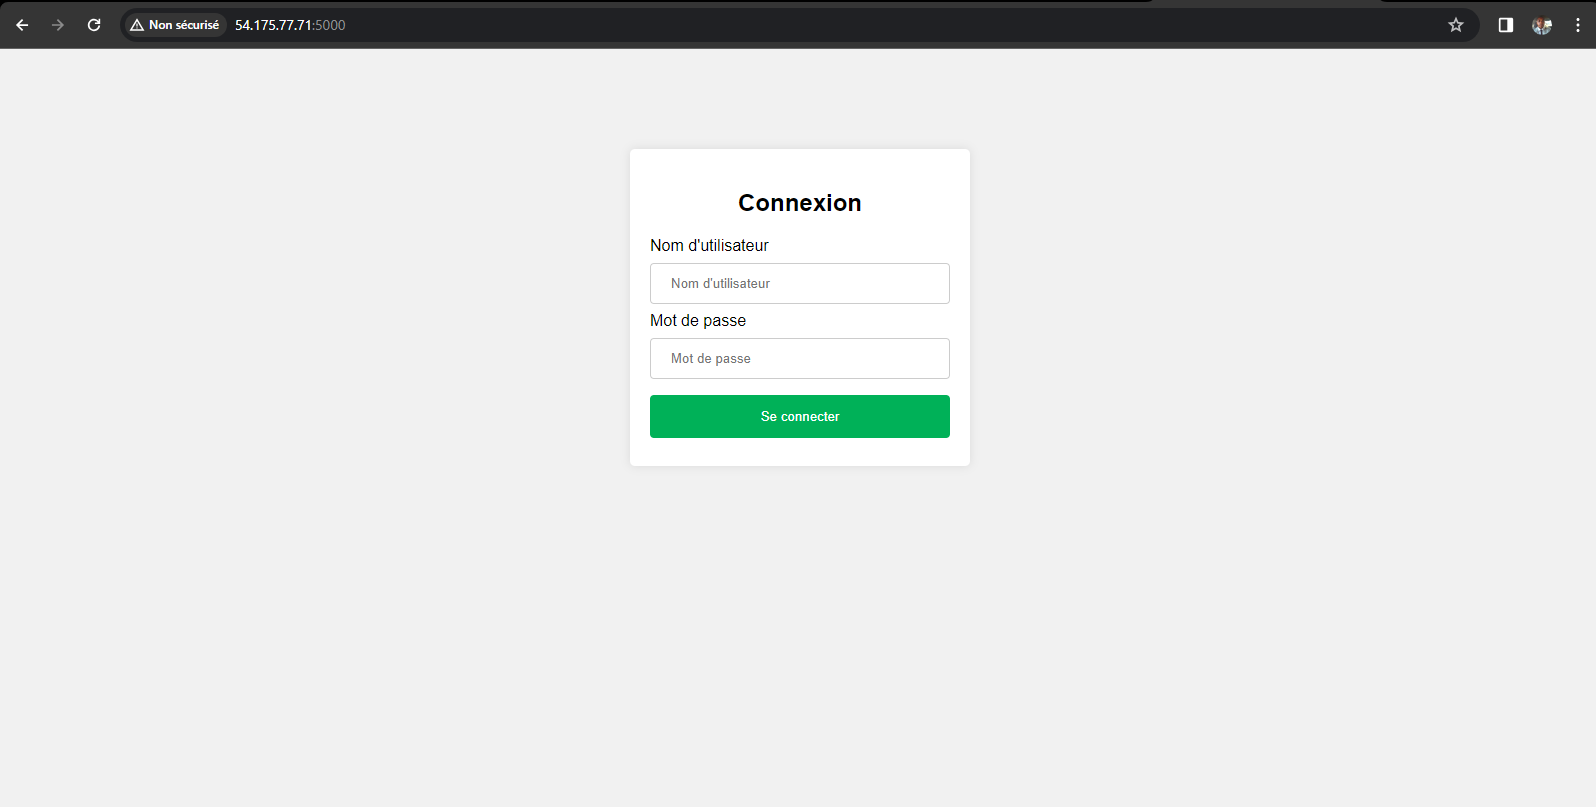 Non sécurisé 54.175.77.71:5000
Connexion
Nom d'utilisateur
Nom d'utilisateur
Mot de passe
Mot de passe
Se connecter